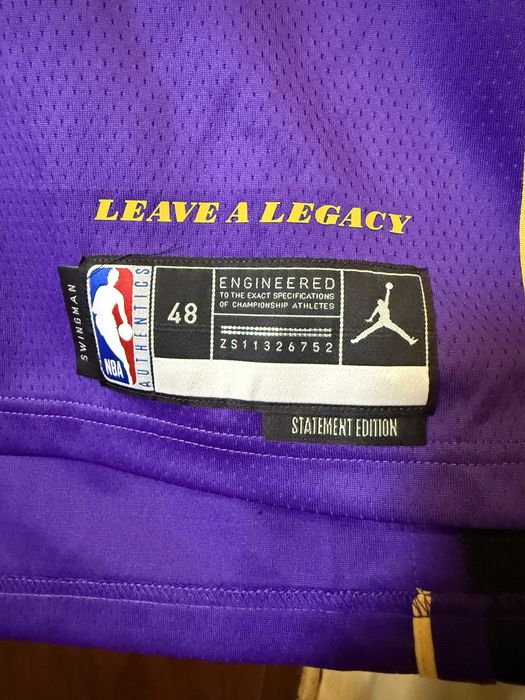 LEAVE A LEGACY
SWINGMAN
NBA
AUTHENTICS
48
ENGINEERED
TO THE EXACT SPECIFICATIONS
OF CHAMPIONSHIP ATHLETES
ZS11326752
STATEMENT EDITION